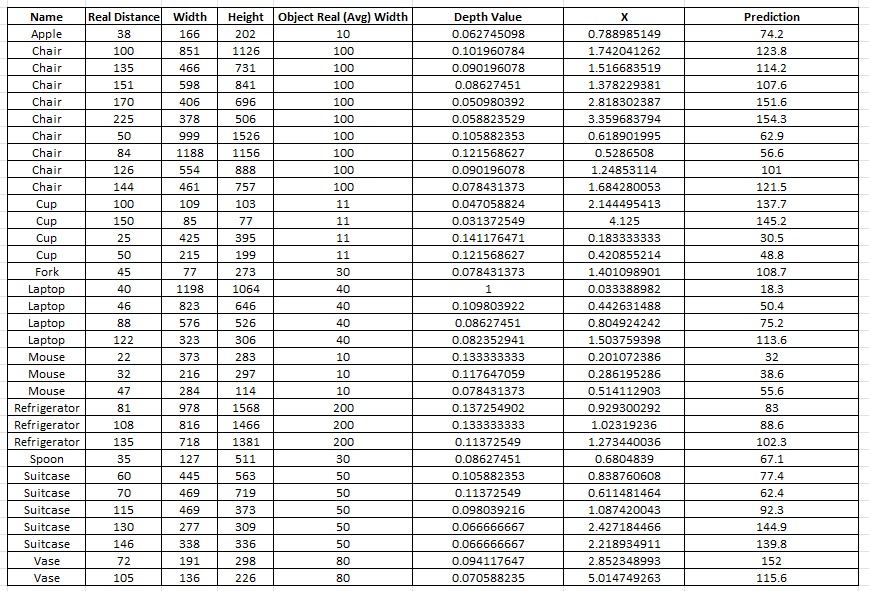 Name Real Distance Width Height Object Real (Avg) Width Depth Value X Prediction
Apple 38 166 202 10 0.062745098 0.788985149 74.2
Chair 100 851 1126 100 0.101960784 1.742041262 123.8
Chair 135 466 731 100 0.090196078 1.516683519 114.2
Chair 151 598 841 100 0.08627451 1.378229381 107.6
Chair 170 406 696 100 0.050980392 2.818302387 151.6
Chair 225 378 506 100 0.058823529 3.359683794 154.3
Chair 50 999 1526 100 0.105882353 0.618901995 62.9
Chair 84 1188 1156 100 0.121568627 0.5286508 56.6
Chair 126 554 888 100 0.090196078 1.24853114 101
Chair 144 461 757 100 0.078431373 1.684280053 121.5
Cup 100 109 103 11 0.047058824 2.144495413 137.7
Cup 150 85 77 11 0.031372549 4.125 145.2
Cup 25 425 395 11 0.141176471 0.183333333 30.5
Cup 50 215 199 11 0.121568627 0.420855214 48.8
Fork 45 77 273 30 0.078431373 1.401098901 108.7
Laptop 40 1198 1064 40 1 0.033388982 18.3
Laptop 46 823 646 40 0.109803922 0.442631488 50.4
Laptop 88 576 526 40 0.08627451 0.804924242 75.2
Laptop 122 323 306 40 0.082352941 1.503759398 113.6
Mouse 22 373 283 10 0.133333333 0.201072386 32
Mouse 32 216 297 10 0.117647059 0.286195286 38.6
Mouse 47 284 114 10 0.078431373 0.514112903 55.6
Refrigerator 81 978 1568 200 0.137254902 0.929300292 83
Refrigerator 108 816 1466 200 0.133333333 1.02319236 88.6
Refrigerator 135 718 1381 200 0.11372549 1.273440036 102.3
Spoon 35 127 511 30 0.08627451 0.6804839 67.1
Suitcase 60 445 563 50 0.105882353 0.838760608 77.4
Suitcase 70 469 719 50 0.11372549 0.611481464 62.4
Suitcase 115 469 373 50 0.098039216 1.087420043 92.3
Suitcase 130 277 309 50 0.066666667 2.427184466 144.9
Suitcase 146 338 336 50 0.066666667 2.218934911 139.8
Vase 72 191 298 80 0.094117647 2.852348993 152
Vase 105 136 226 80 0.070588235 5.014749263 115.6